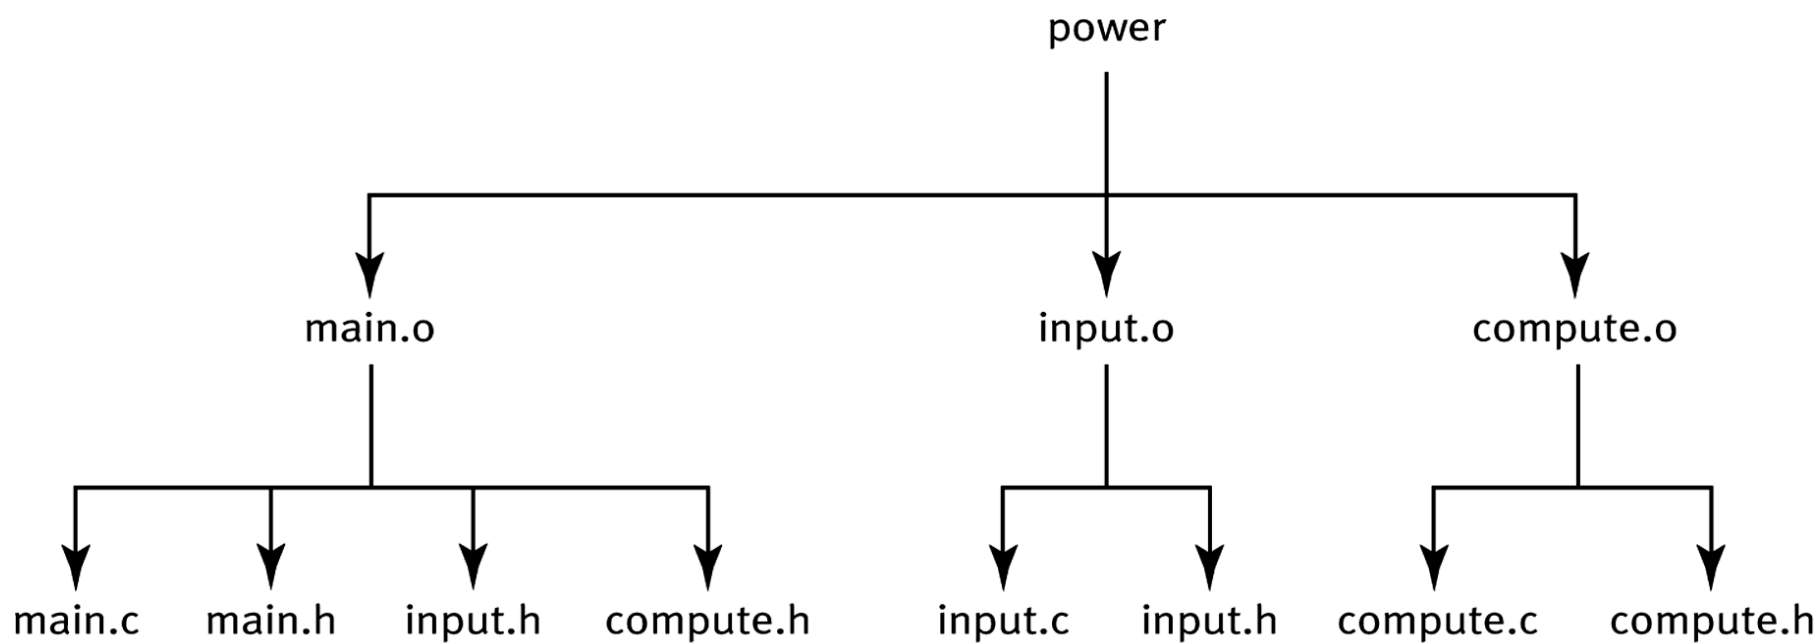 power
main.o input.o compute.o
main.c main.h input.h compute.h input.c input.h compute.c compute.h